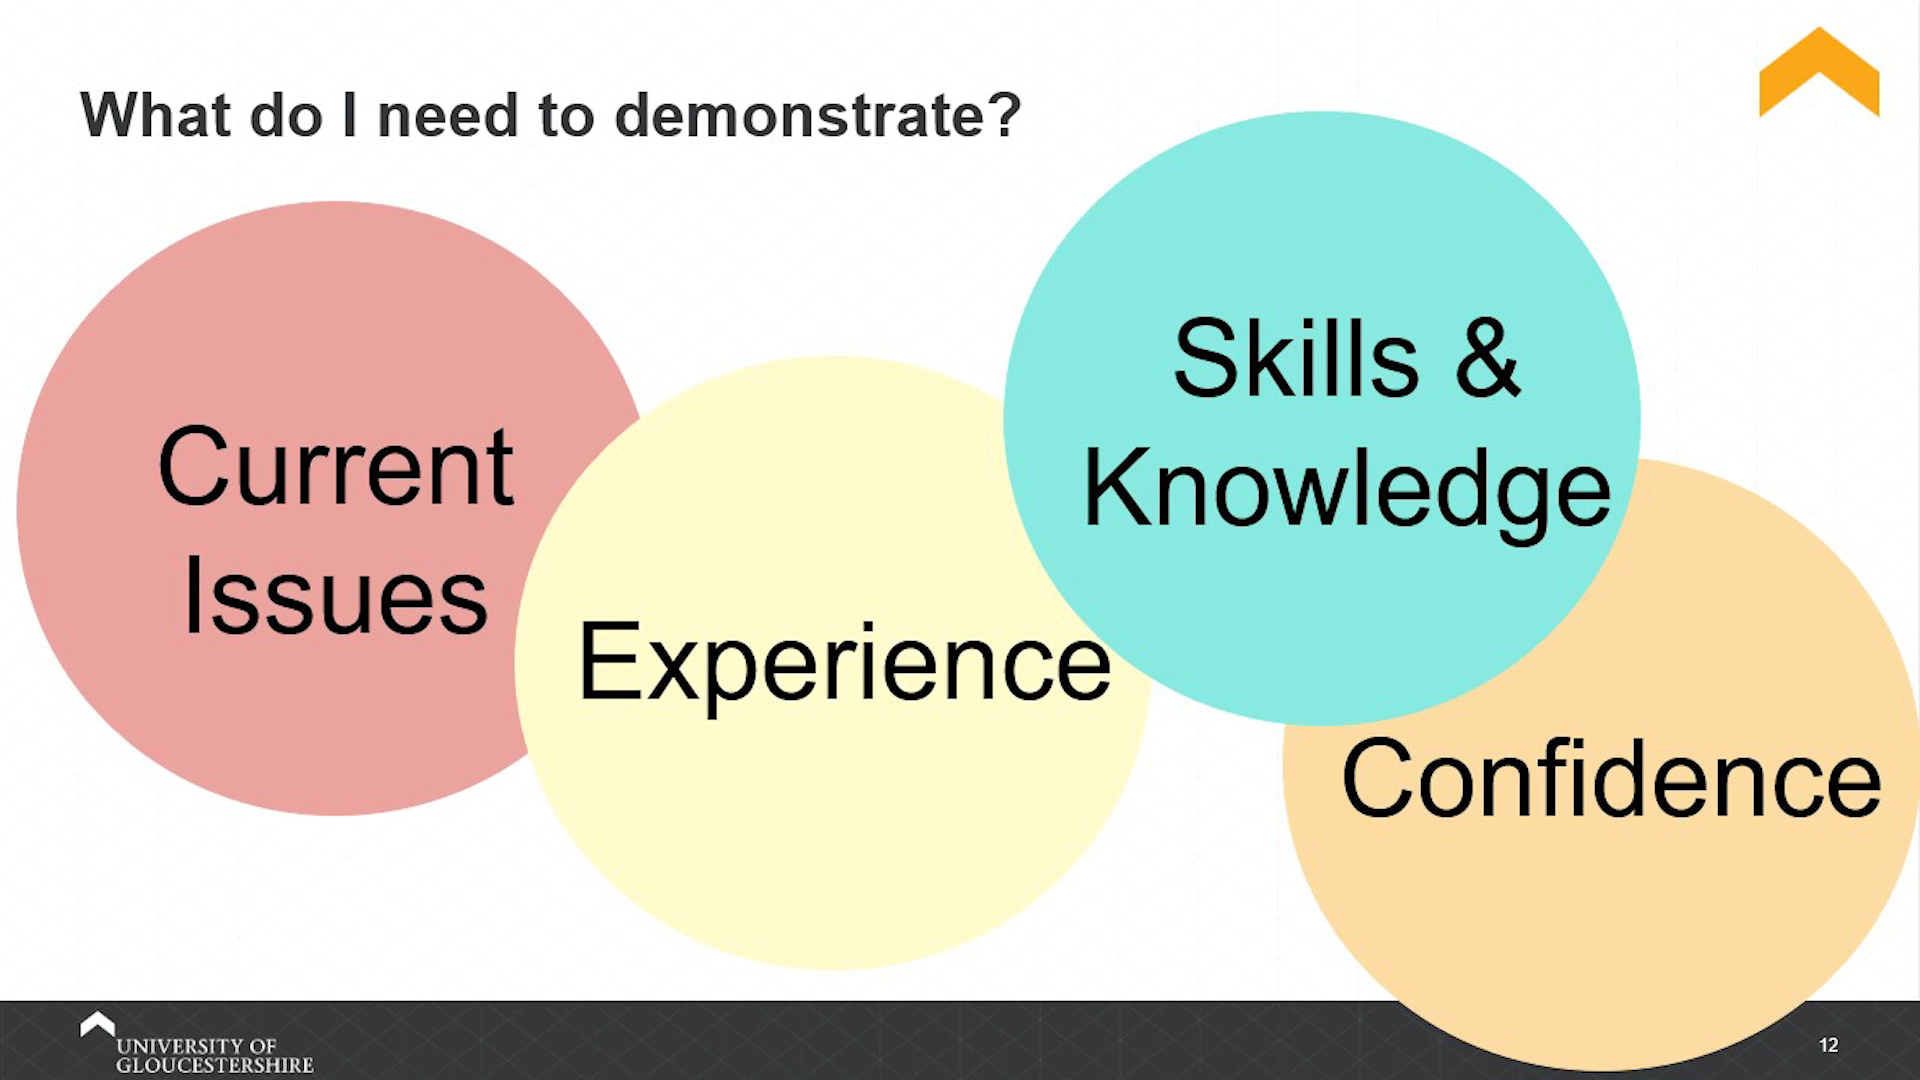 What do I need to demonstrate?
Current
Issues
Experience
Skills &
Knowledge
Confidence
UNIVERSITY OF
GLOUCESTERSHIRE
12